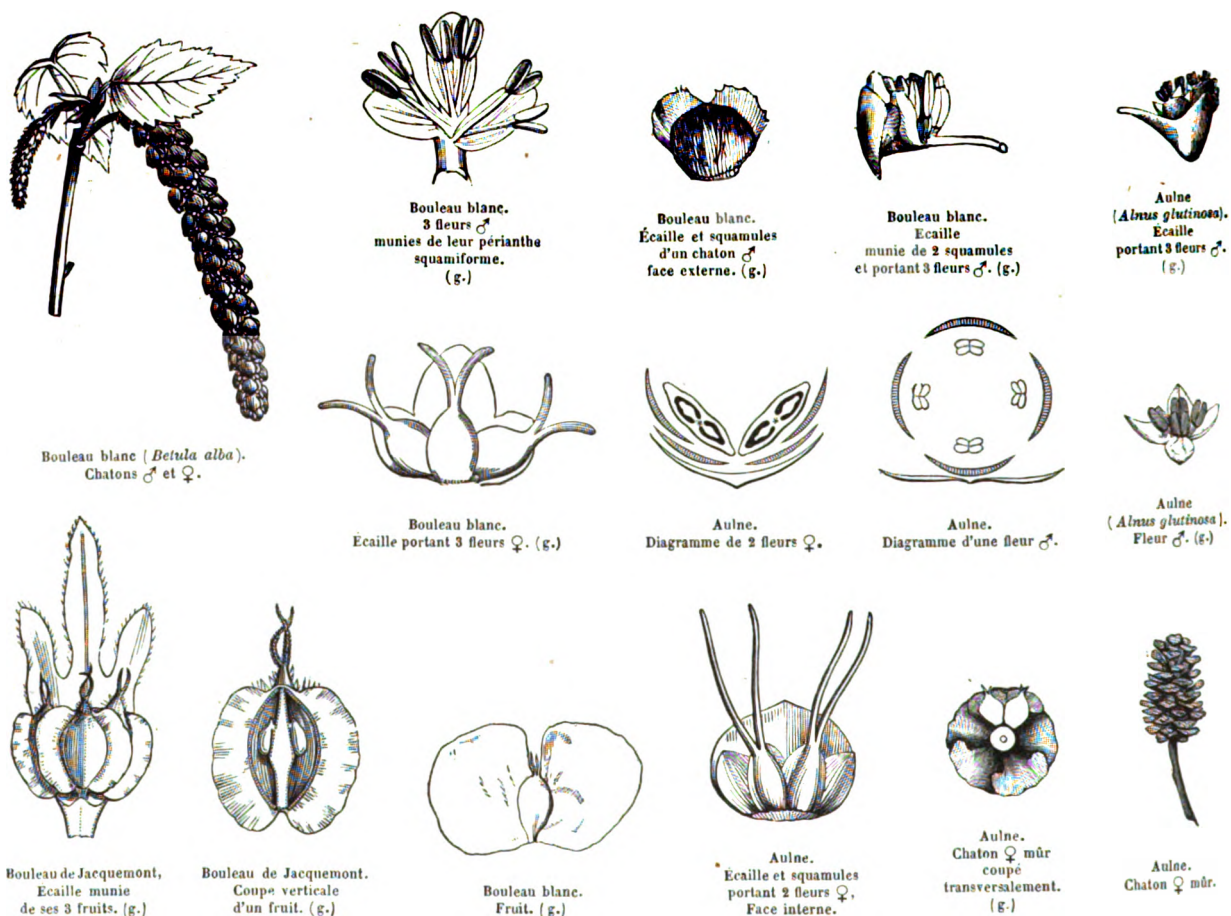 Bouleau blanc.
3 fleurs ♂
munies de leur périanthe
squamiforme.
(g.)
Bouleau blanc.
Écaille et squamules
d'un chaton ♂
face externe. (g.)
Bouleau blanc.
Ecaille
munie de 2 squamules
et portant 3 fleurs ♂. (g.)
Aulne
(Alnus glutinosa).
Écaille
portant 3 fleurs ♂.
(g.)
Bouleau blanc (Betula alba).
Chatons ♂ et ♀.
Bouleau blanc.
Écaille portant 3 fleurs ♀. (g.)
Aulne.
Diagramme de 2 fleurs ♀.
Aulne.
Diagramme d'une fleur ♂.
Aulne
(Alnus glutinosa).
Fleur ♂. (g.)
Bouleau de Jacquemont,
Écaille munie
de ses 3 fruits. (g.)
Bouleau de Jacquemont.
Coupe verticale
d'un fruit. (g.)
Bouleau blanc.
Fruit. (g.)
Aulne.
Écaille et squamules
portant 2 fleurs ♀,
Face interne.
Aulne.
Chaton ♀ mûr
coupé
transversalement.
(g.)
Aulne.
Chaton ♀ mûr.